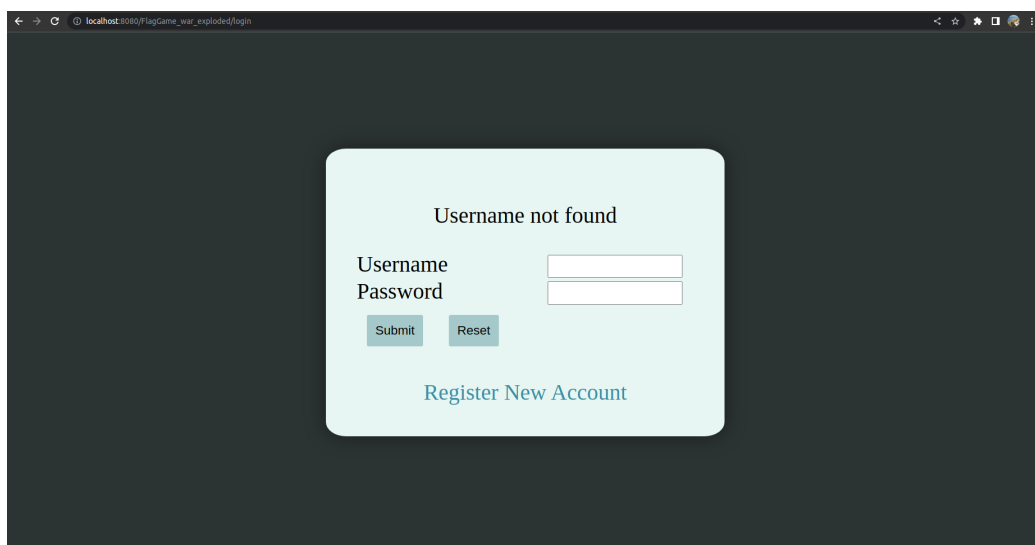 localhost:8080/FlagGame_war_exploded/login
Username not found
Username
Password
Submit Reset
Register New Account